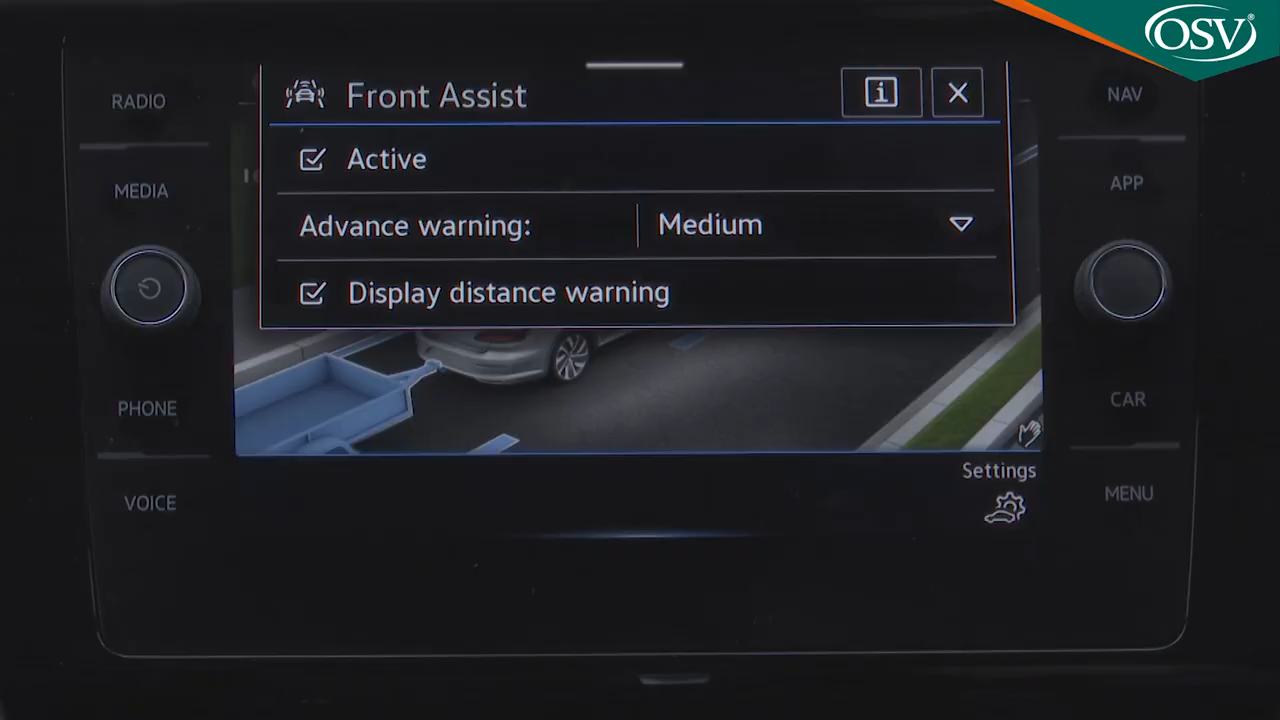 OSV®
RADIO
MEDIA
PHONE
VOICE
Front Assist
i
Active
Advance warning: Medium
Display distance warning
Settings
NAV
APP
CAR
MENU